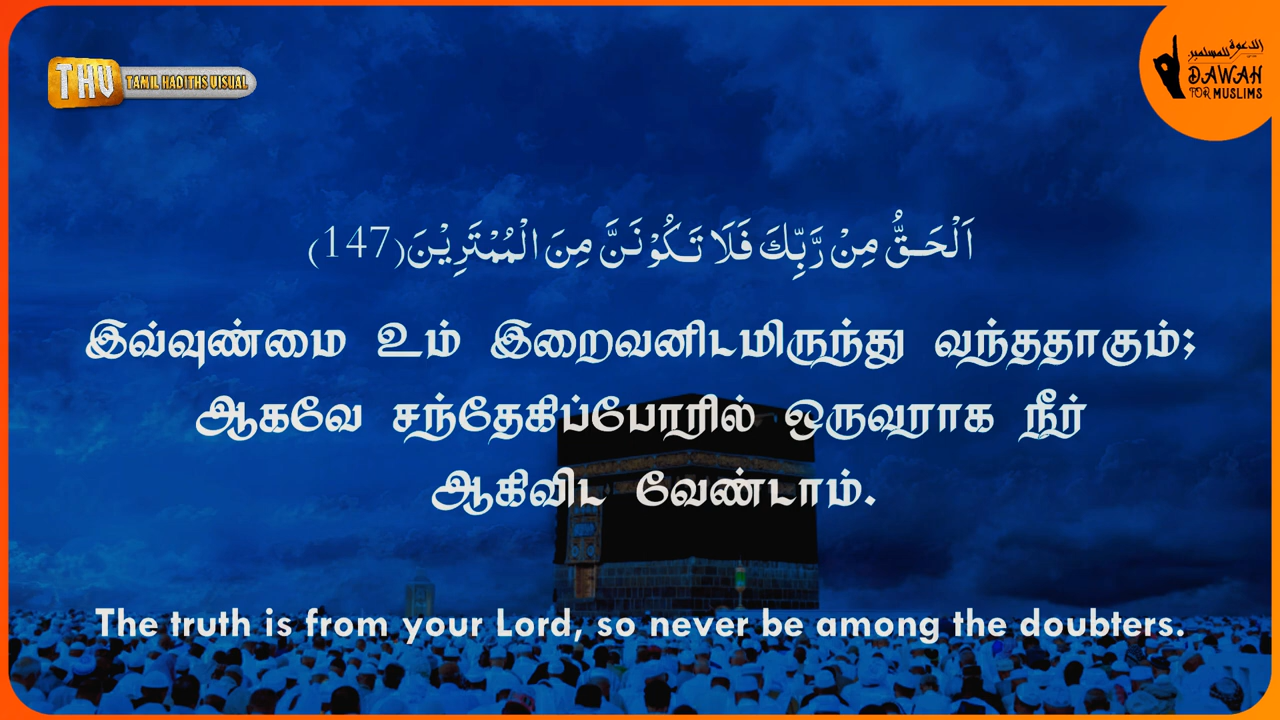 THV TAMIL HADITHS VISUAL
الدعوة للمسلمين
DAWAH
FOR MUSLIMS
اَلْحَـقُّ مِنْ رَّبِّكَ فَلَا تَكُوْنَنَّ مِنَ الْمُمْتَرِيْنَ(147)
இவ்வுண்மை உம் இறைவனிடமிருந்து வந்ததாகும்;
ஆகவே சந்தேகிப்போரில் ஒருவராக நீர்
ஆகிவிட வேண்டாம்.
The truth is from your Lord, so never be among the doubters.